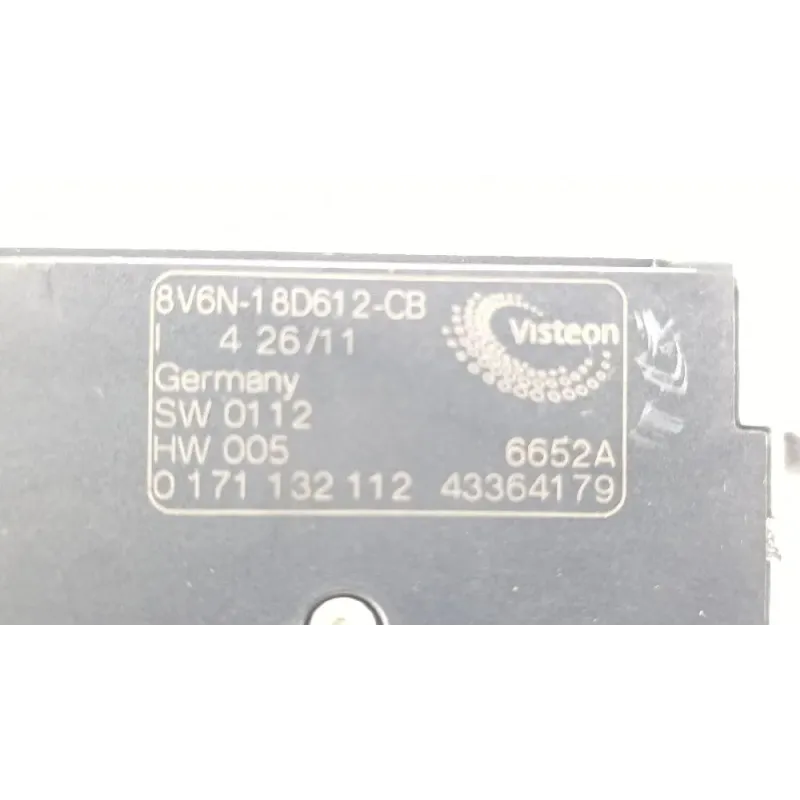 8V6N-18D612-CB
Visteon
I 4 26/11
Germany
SW 0112
HW 005 6652A
0 171 132 112 43364179